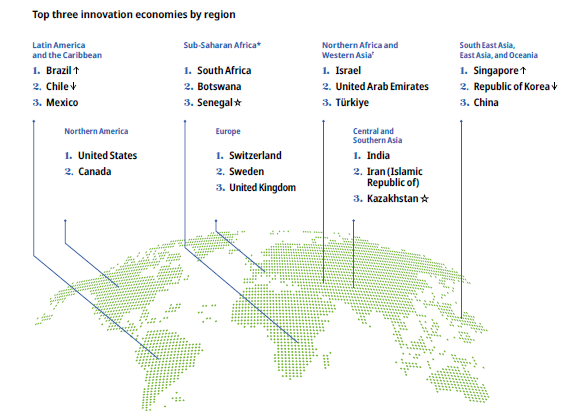 Top three innovation economies by region
Latin America
and the Caribbean
1. Brazil↑
2. Chile↓
3. Mexico
Sub-Saharan Africa*
1. South Africa
2. Botswana
3. Senegal☆
Northern Africa and
Western Asia†
1. Israel
2. United Arab Emirates
3. Türkiye
South East Asia,
East Asia, and Oceania
1. Singapore↑
2. Republic of Korea↓
3. China
Northern America
1. United States
2. Canada
Europe
1. Switzerland
2. Sweden
3. United Kingdom
Central and
Southern Asia
1. India
2. Iran (Islamic
Republic of)
3. Kazakhstan ☆